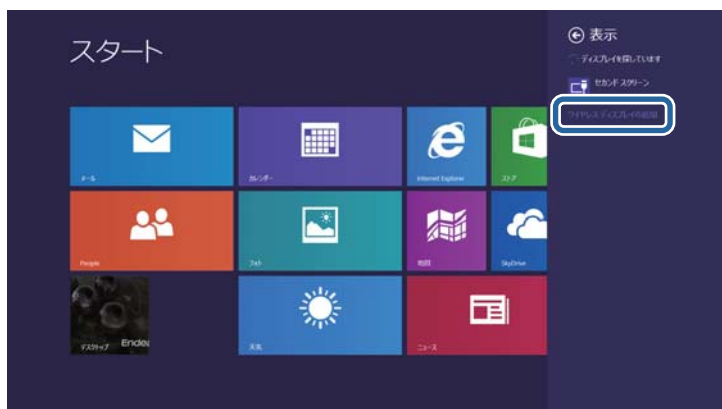 スタート
メール
カレンダー
Internet Explorer
ストア
People
フォト
地図
SkyDrive
デスクトップ
Endea
天気
ニュース
表示
ディスプレイを探しています
セカンド スクリーン
ワイヤレス ディスプレイの追加